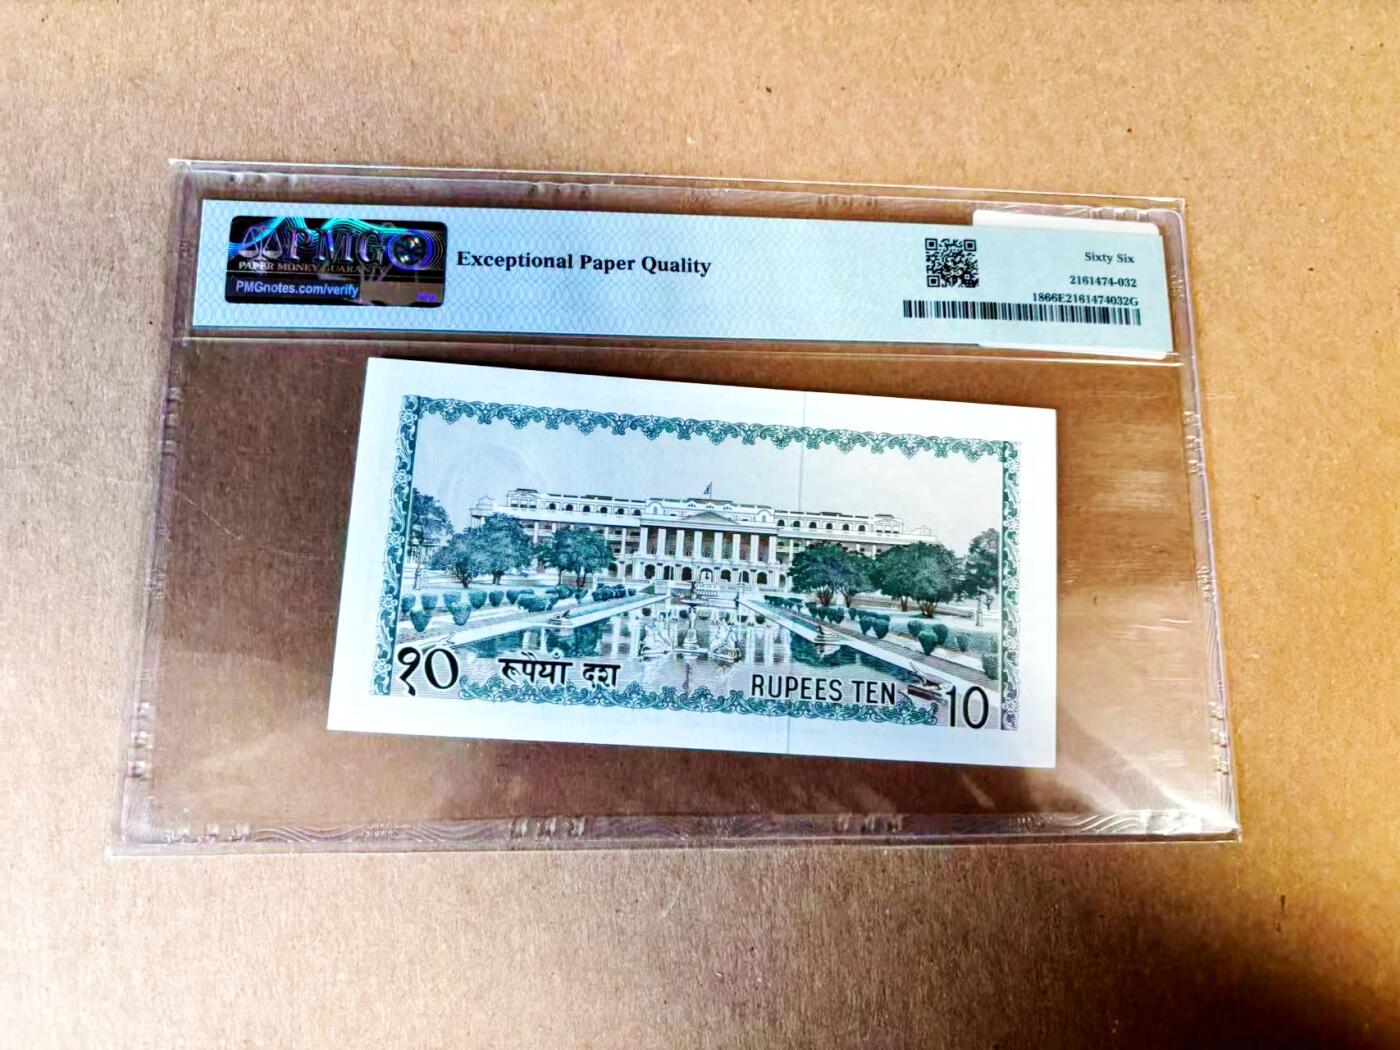 PMG
PAPER MONEY GUARANTY
PMGnotes.com/verify
Exceptional Paper Quality
Sixty Six
2161474-032
1866E2161474032G
१०
रूपैयाँ दश
RUPEES TEN
10